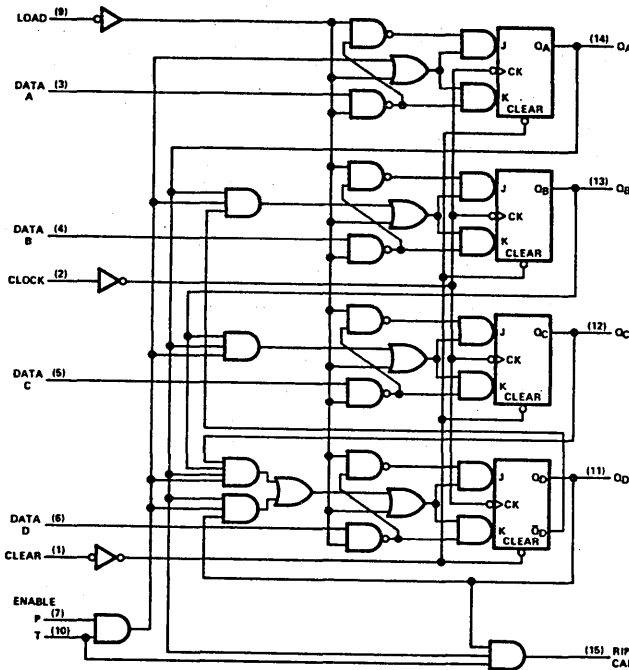 LOAD (9)
J QA (14) QA
DATA A (3)
CK
K
CLEAR
J QB (13) QB
DATA B (4)
CK
K
CLEAR
CLOCK (2)
J QC (12) QC
CK
DATA C (5)
K
CLEAR
J QD (11) QD
CK
DATA D (6)
K Q̅D
CLEAR
CLEAR (1)
ENABLE
P (7)
T (10)
(15) RIP
CA